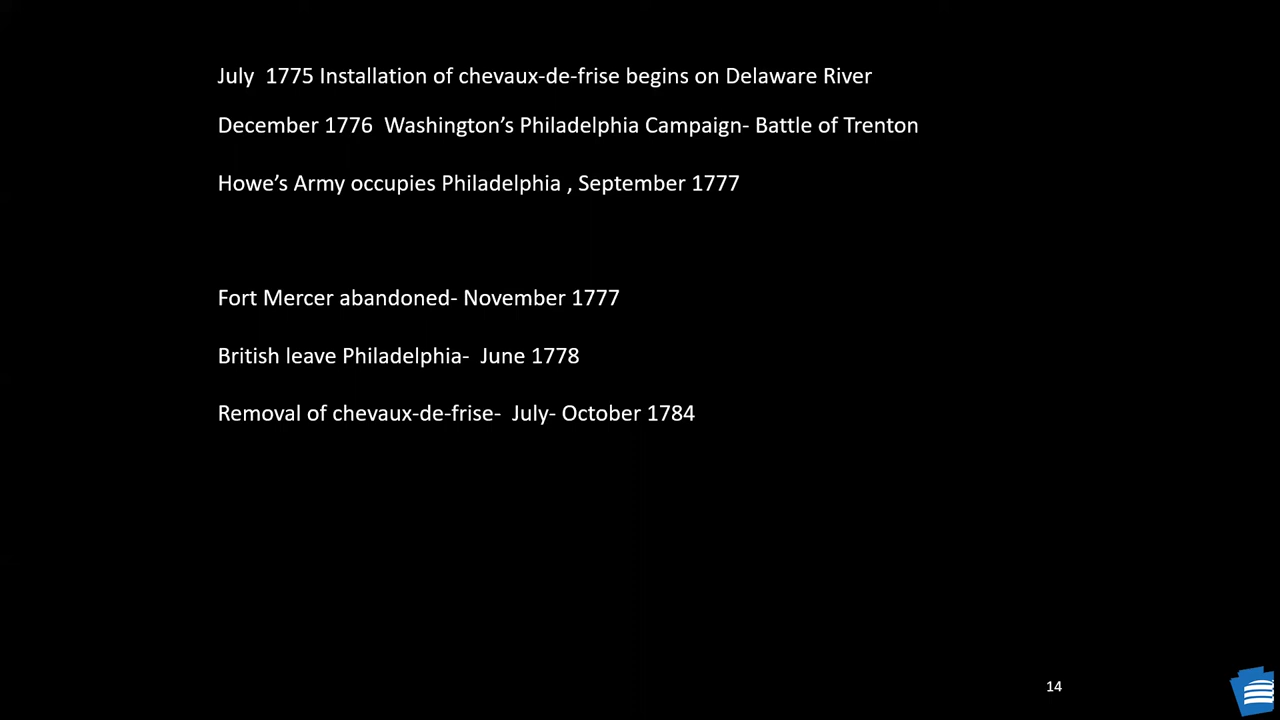 July  1775 Installation of chevaux-de-frise begins on Delaware River
December 1776  Washington’s Philadelphia Campaign- Battle of Trenton
Howe’s Army occupies Philadelphia , September 1777
Fort Mercer abandoned- November 1777
British leave Philadelphia-  June 1778
Removal of chevaux-de-frise-  July- October 1784
14